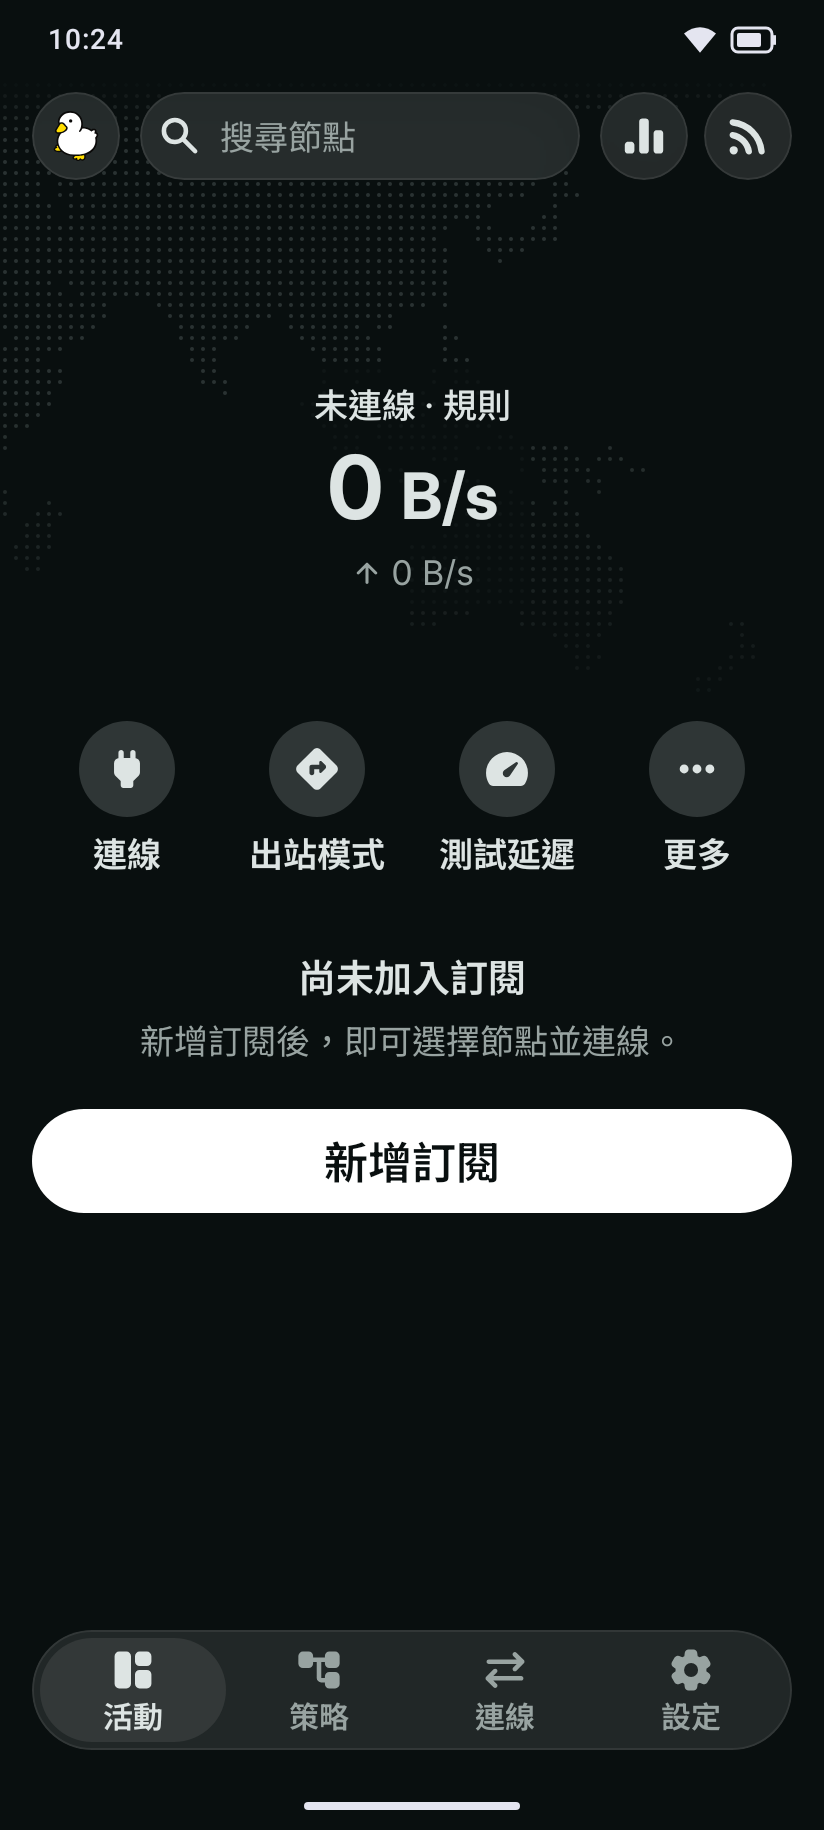 10:24
搜尋節點
未連線 · 規則
0 B/s
↑ 0 B/s
連線
出站模式
測試延遲
更多
尚未加入訂閱
新增訂閱後，即可選擇節點並連線。
新增訂閱
活動
策略
連線
設定